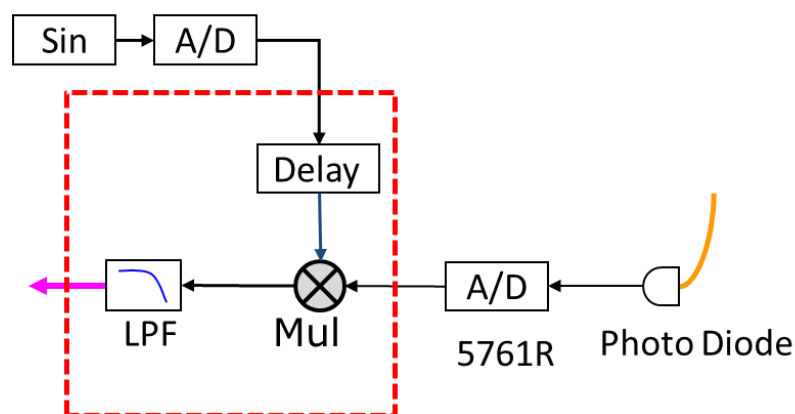 Sin
A/D
Delay
A/D
LPF
Mul
5761R
Photo Diode